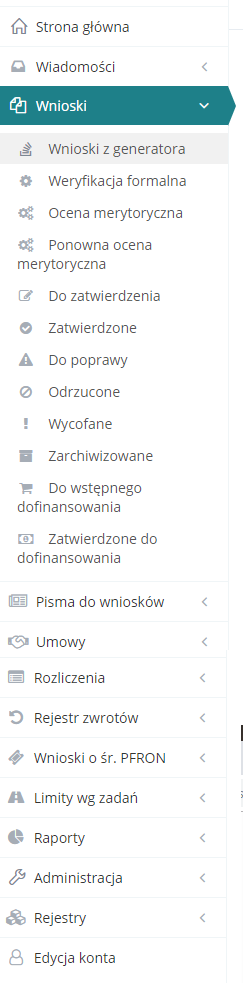 Strona główna
Wiadomości
Wnioski
Wnioski z generatora
Weryfikacja formalna
Ocena merytoryczna
Ponowna ocena
merytoryczna
Do zatwierdzenia
Zatwierdzone
Do poprawy
Odrzucone
Wycofane
Zarchiwizowane
Do wstępnego
dofinansowania
Zatwierdzone do
dofinansowania
Pisma do wniosków
Umowy
Rozliczenia
Rejestr zwrotów
Wnioski o śr. PFRON
Limity wg zadań
Raporty
Administracja
Rejestry
Edycja konta